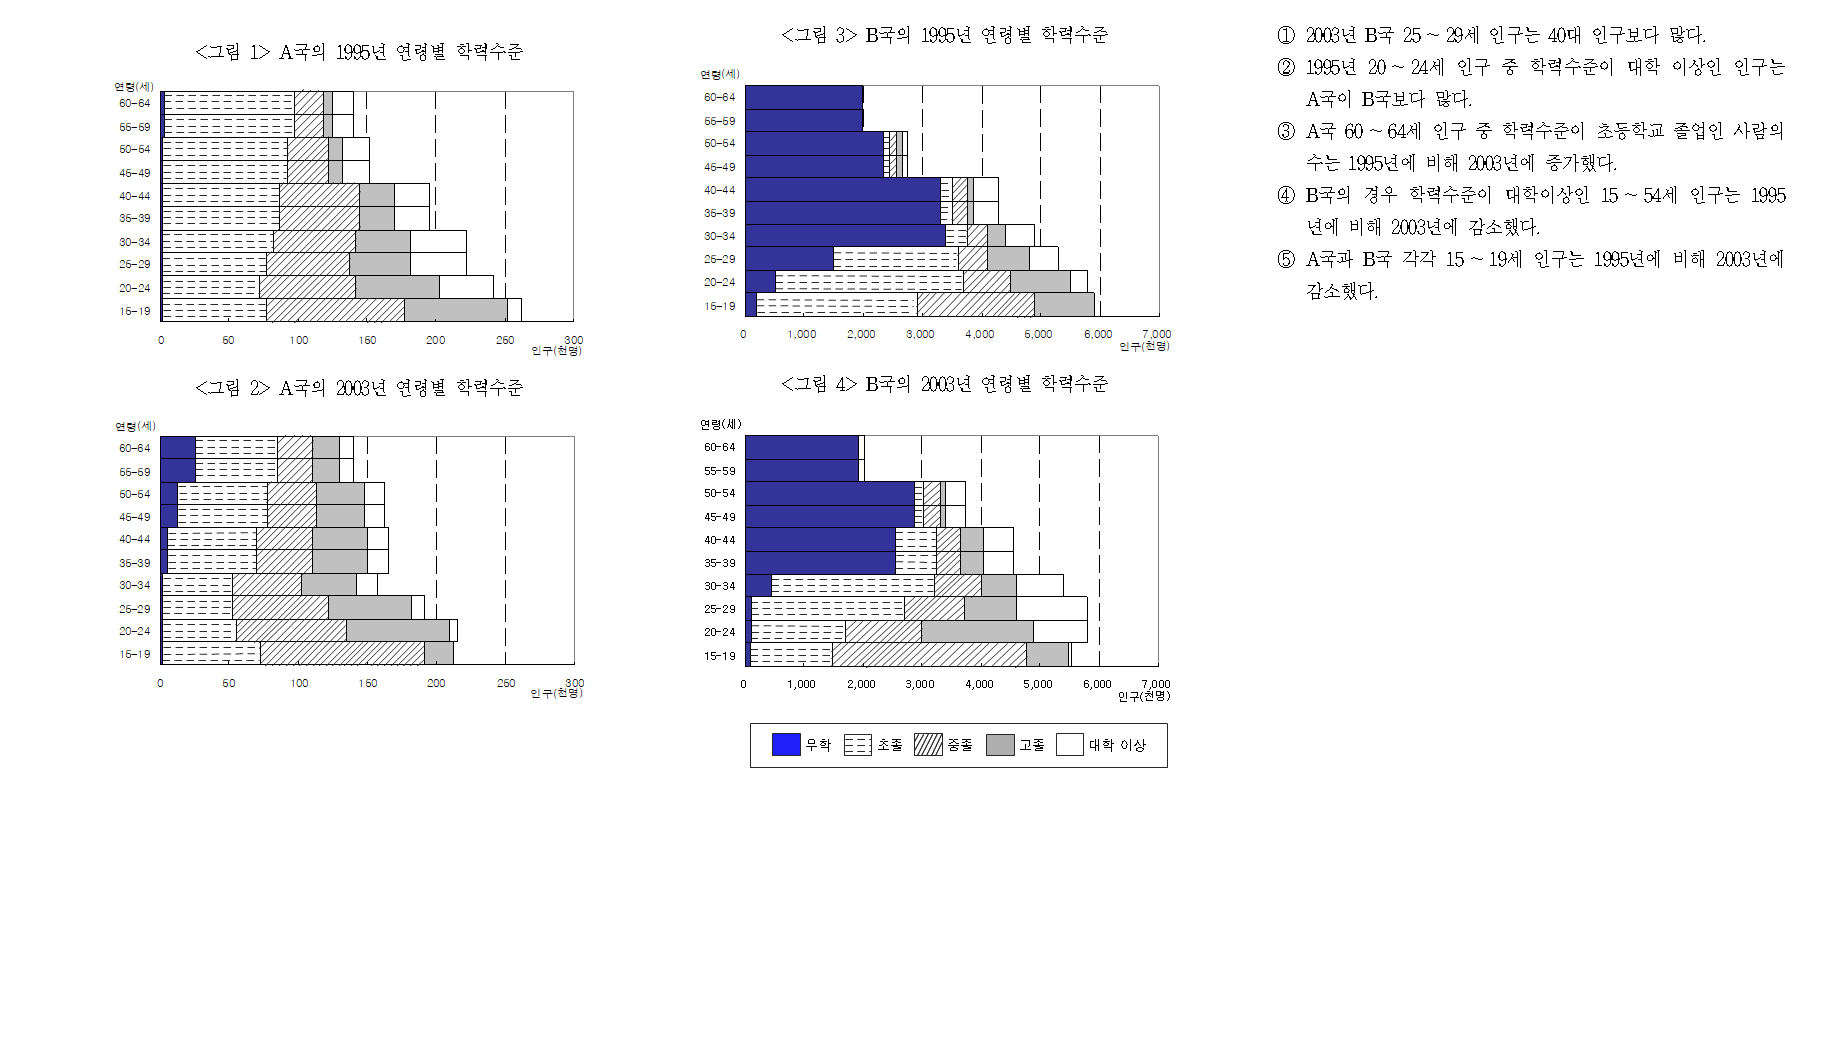 <그림 1> A국의 1995년 연령별 학력수준
연령(세)
60-64
55-59
50-54
45-49
40-44
35-39
30-34
25-29
20-24
15-19
0 50 100 150 200 250 300
인구(천명)
<그림 2> A국의 2003년 연령별 학력수준
연령(세)
60-64
55-59
50-54
45-49
40-44
35-39
30-34
25-29
20-24
15-19
0 50 100 150 200 250 300
인구(천명)
<그림 3> B국의 1995년 연령별 학력수준
연령(세)
60-64
55-59
50-54
45-49
40-44
35-39
30-34
25-29
20-24
15-19
0 1,000 2,000 3,000 4,000 5,000 6,000 7,000
인구(천명)
<그림 4> B국의 2003년 연령별 학력수준
연령(세)
60-64
55-59
50-54
45-49
40-44
35-39
30-34
25-29
20-24
15-19
0 1,000 2,000 3,000 4,000 5,000 6,000 7,000
인구(천명)
무학 초졸 중졸 고졸 대학 이상
① 2003년 B국 25 ~ 29세 인구는 40대 인구보다 많다.
② 1995년 20 ~ 24세 인구 중 학력수준이 대학 이상인 인구는
A국이 B국보다 많다.
③ A국 60 ~ 64세 인구 중 학력수준이 초등학교 졸업인 사람의
수는 1995년에 비해 2003년에 증가했다.
④ B국의 경우 학력수준이 대학이상인 15 ~ 54세 인구는 1995
년에 비해 2003년에 감소했다.
⑤ A국과 B국 각각 15 ~ 19세 인구는 1995년에 비해 2003년에
감소했다.